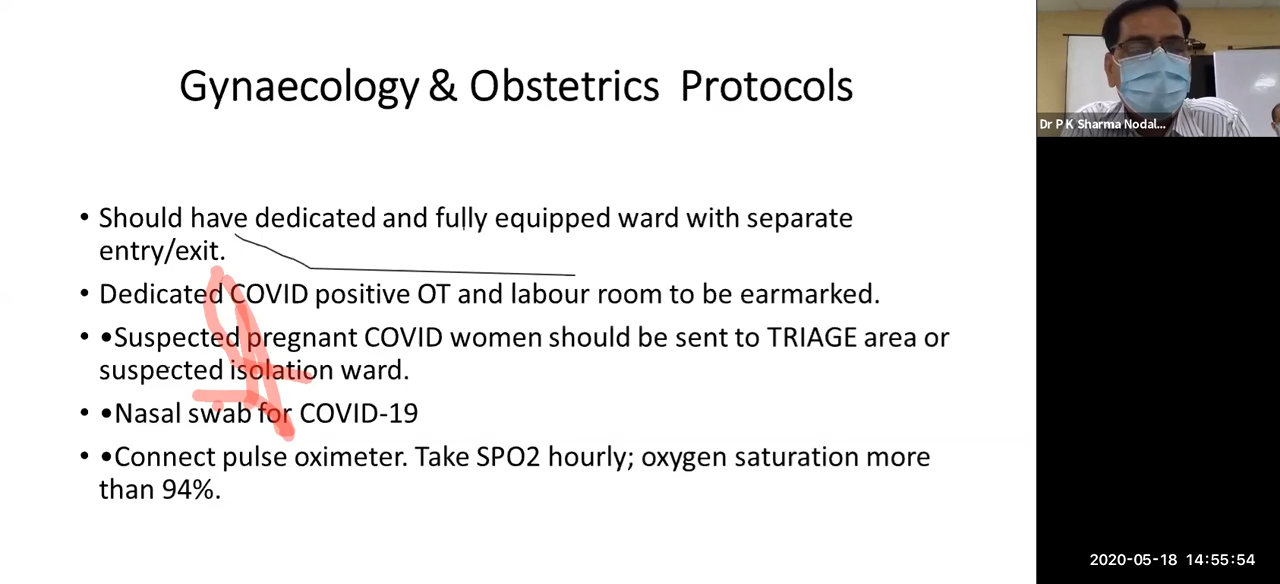 Gynaecology & Obstetrics Protocols
• Should have dedicated and fully equipped ward with separate
entry/exit.
• Dedicated COVID positive OT and labour room to be earmarked.
• •Suspected pregnant COVID women should be sent to TRIAGE area or
suspected isolation ward.
• •Nasal swab for COVID-19
• •Connect pulse oximeter. Take SPO2 hourly; oxygen saturation more
than 94%.
Dr P K Sharma Nodal...
2020-05-18 14:55:54